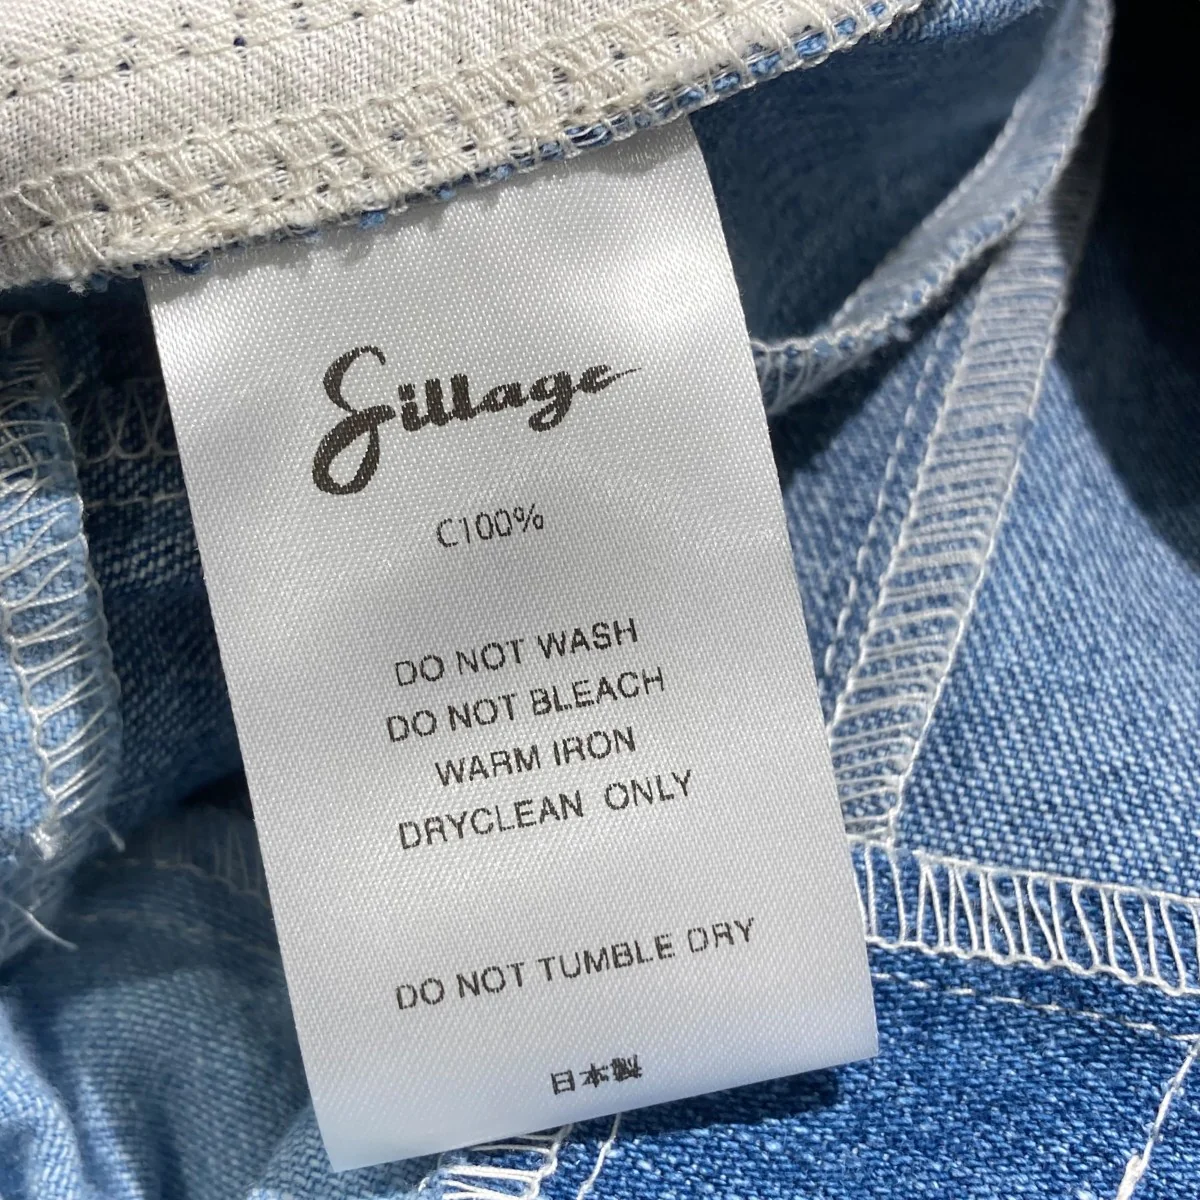 Sillage
C100%
DO NOT WASH
DO NOT BLEACH
WARM IRON
DRYCLEAN ONLY
DO NOT TUMBLE DRY
日本製